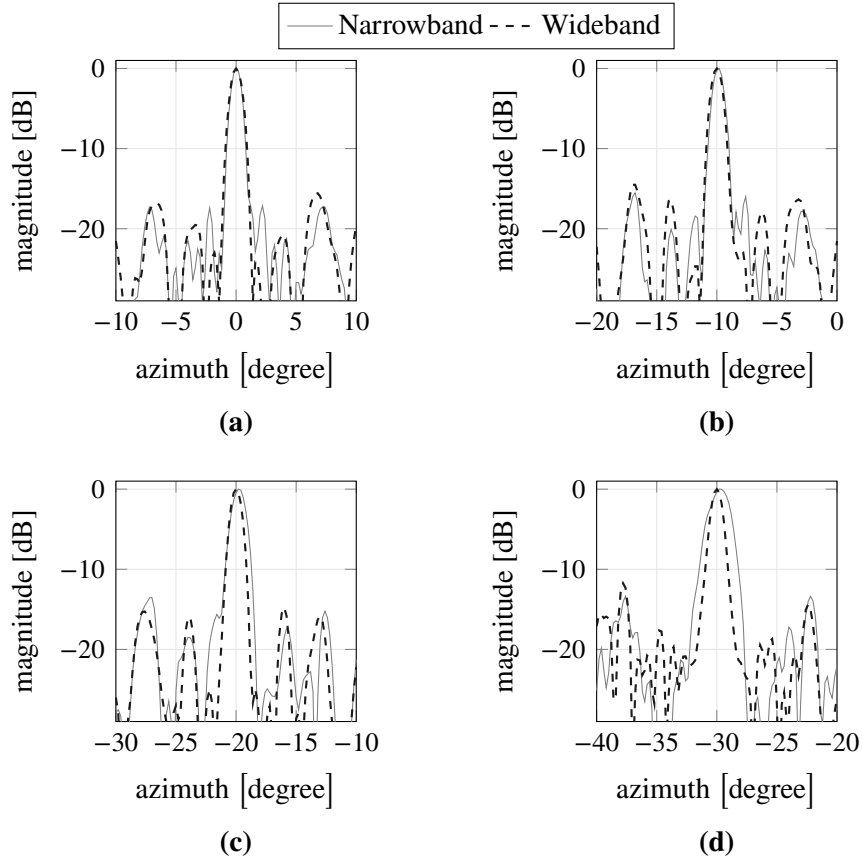 Narrowband Wideband
0
−10
−20
−10 −5 0 5 10
magnitude [dB]
azimuth [degree]
(a)
0
−10
−20
−20 −15 −10 −5 0
magnitude [dB]
azimuth [degree]
(b)
0
−10
−20
−30 −25 −20 −15 −10
magnitude [dB]
azimuth [degree]
(c)
0
−10
−20
−40 −35 −30 −25 −20
magnitude [dB]
azimuth [degree]
(d)